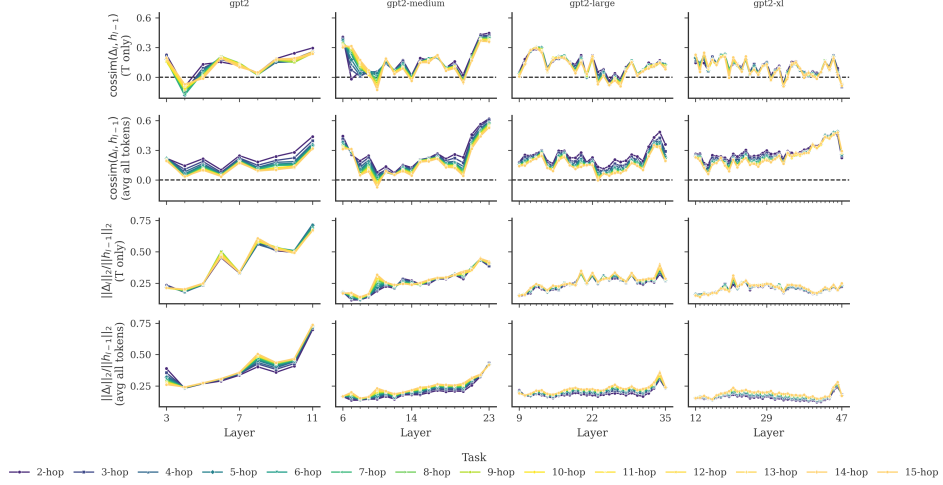 gpt2 gpt2-medium gpt2-large gpt2-xl
cossim(Δₗ, hₗ₋₁)
(T only)
0.6
0.3
0.0
cossim(Δₗ, hₗ₋₁)
(avg all tokens)
0.6
0.3
0.0
||Δₗ||₂/||hₗ₋₁||₂
(T only)
0.75
0.50
0.25
||Δₗ||₂/||hₗ₋₁||₂
(avg all tokens)
0.75
0.50
0.25
3 7 11 6 14 23 9 22 35 12 29 47
Layer Layer Layer Layer
Task
2-hop 3-hop 4-hop 5-hop 6-hop 7-hop 8-hop 9-hop 10-hop 11-hop 12-hop 13-hop 14-hop 15-hop